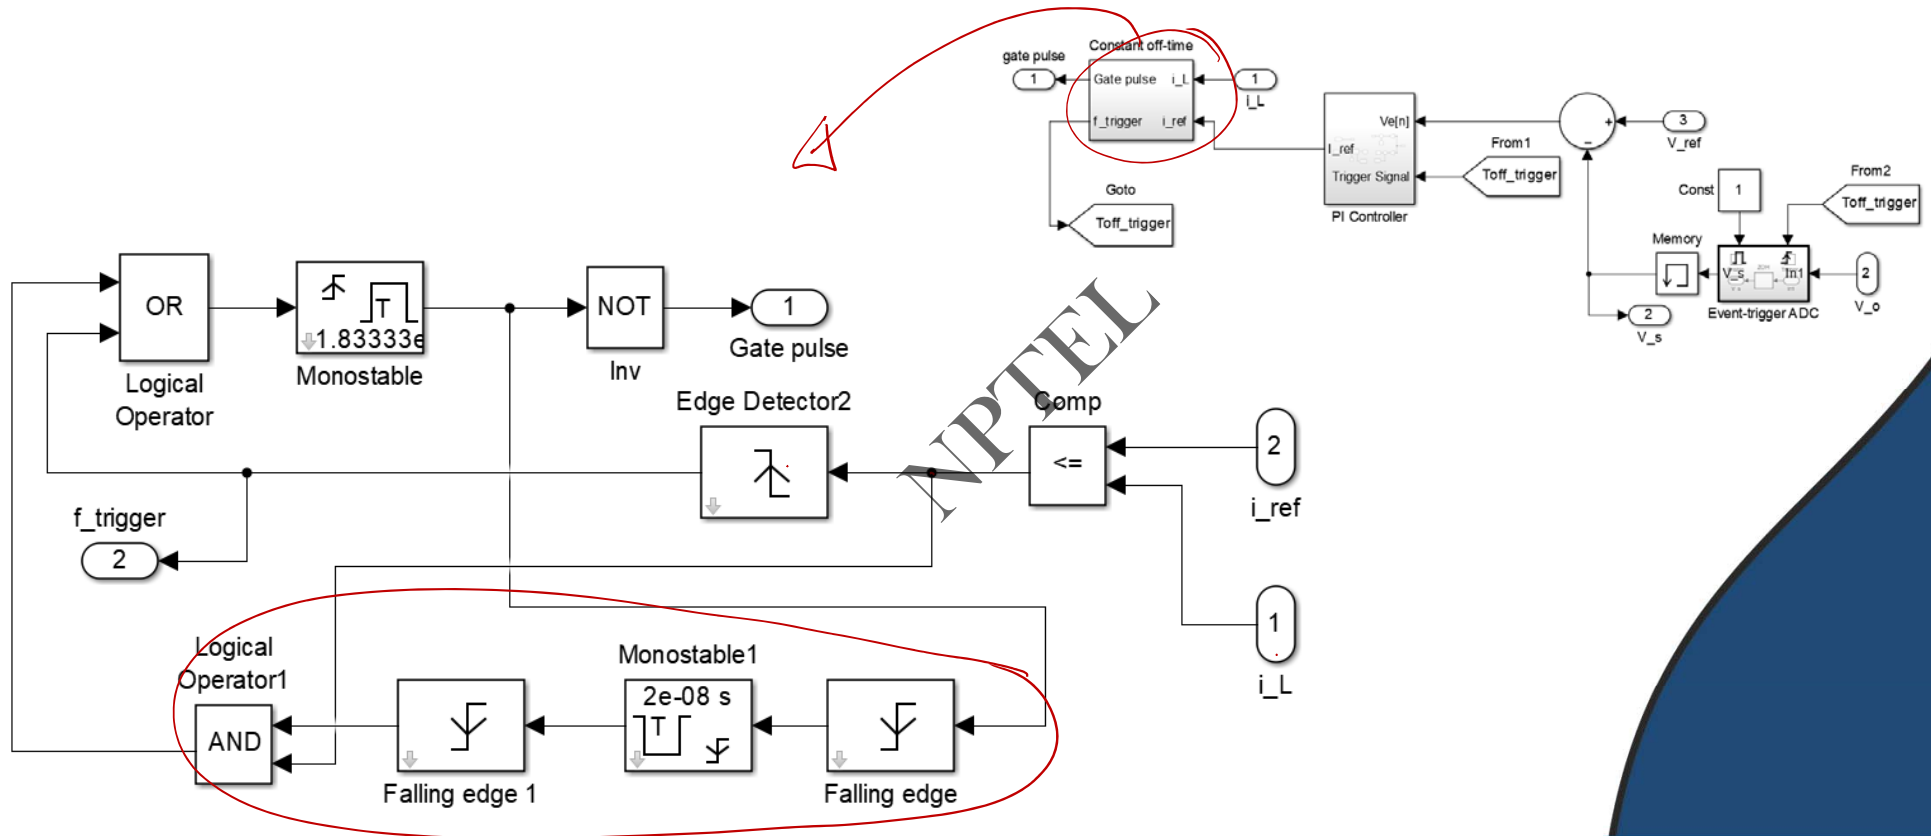 Constant off-time
gate pulse
1
Gate pulse
i_L
1
i_L
f_trigger
i_ref
Goto
Toff_trigger
Ve[n]
I_ref
Trigger Signal
PI Controller
From1
Toff_trigger
+
−
3
V_ref
From2
Toff_trigger
Const
1
Memory
V_s
In1
Event-trigger ADC
2
V_o
2
V_s
OR
Logical
Operator
T
1.83333e
Monostable
NOT
Inv
1
Gate pulse
Edge Detector2
Comp
<=
2
i_ref
1
i_L
f_trigger
2
Logical
Operator1
AND
Falling edge 1
Monostable1
2e-08 s
T
Falling edge
NPTEL